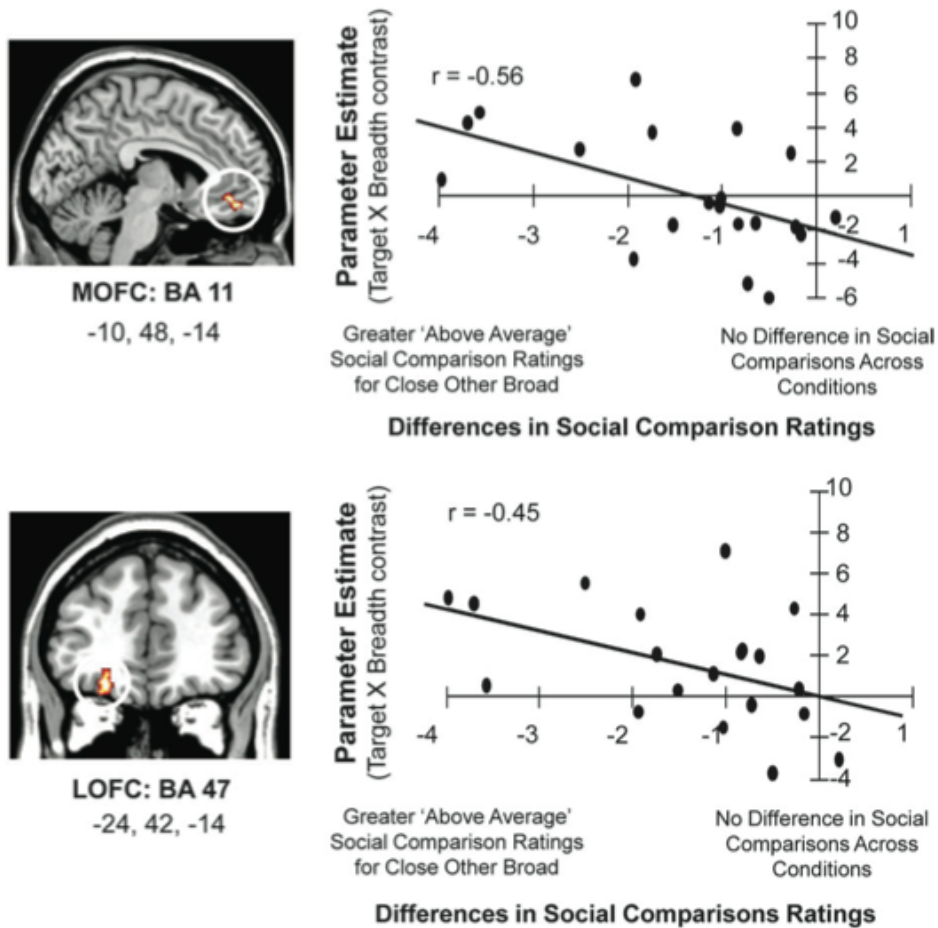 MOFC: BA 11
-10, 48, -14
Parameter Estimate
(Target X Breadth contrast)
r = -0.56
10
8
6
4
2
-2
-4
-6
-4
-3
-2
-1
1
Greater ‘Above Average’
Social Comparison Ratings
for Close Other Broad
No Difference in Social
Comparisons Across
Conditions
Differences in Social Comparison Ratings
LOFC: BA 47
-24, 42, -14
Parameter Estimate
(Target X Breadth contrast)
r = -0.45
10
8
6
4
2
-2
-4
-4
-3
-2
-1
1
Greater ‘Above Average’
Social Comparison Ratings
for Close Other Broad
No Difference in Social
Comparisons Across
Conditions
Differences in Social Comparisons Ratings